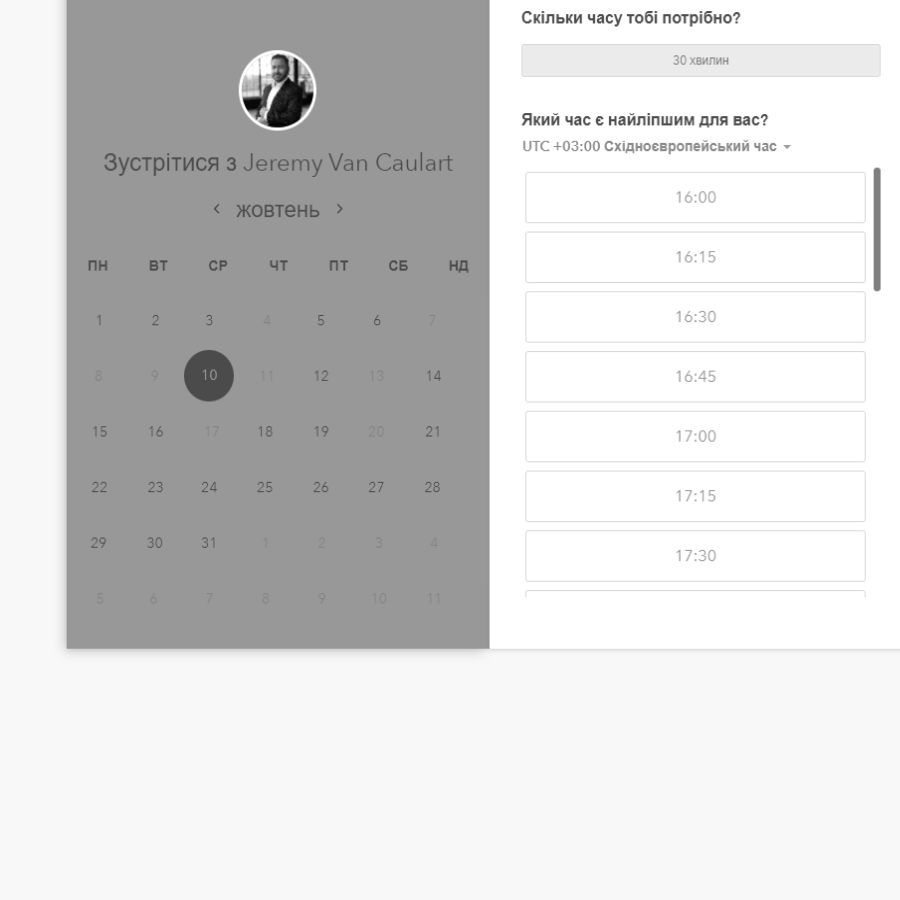 Зустрітися з Jeremy Van Caulart
жовтень
ПН ВТ СР ЧТ ПТ СБ НД
1 2 3 4 5 6 7
8 9 10 11 12 13 14
15 16 17 18 19 20 21
22 23 24 25 26 27 28
29 30 31 1 2 3 4
5 6 7 8 9 10 11
Скільки часу тобі потрібно?
30 хвилин
Який час є найліпшим для вас?
UTC +03:00 Східноєвропейський час
16:00
16:15
16:30
16:45
17:00
17:15
17:30